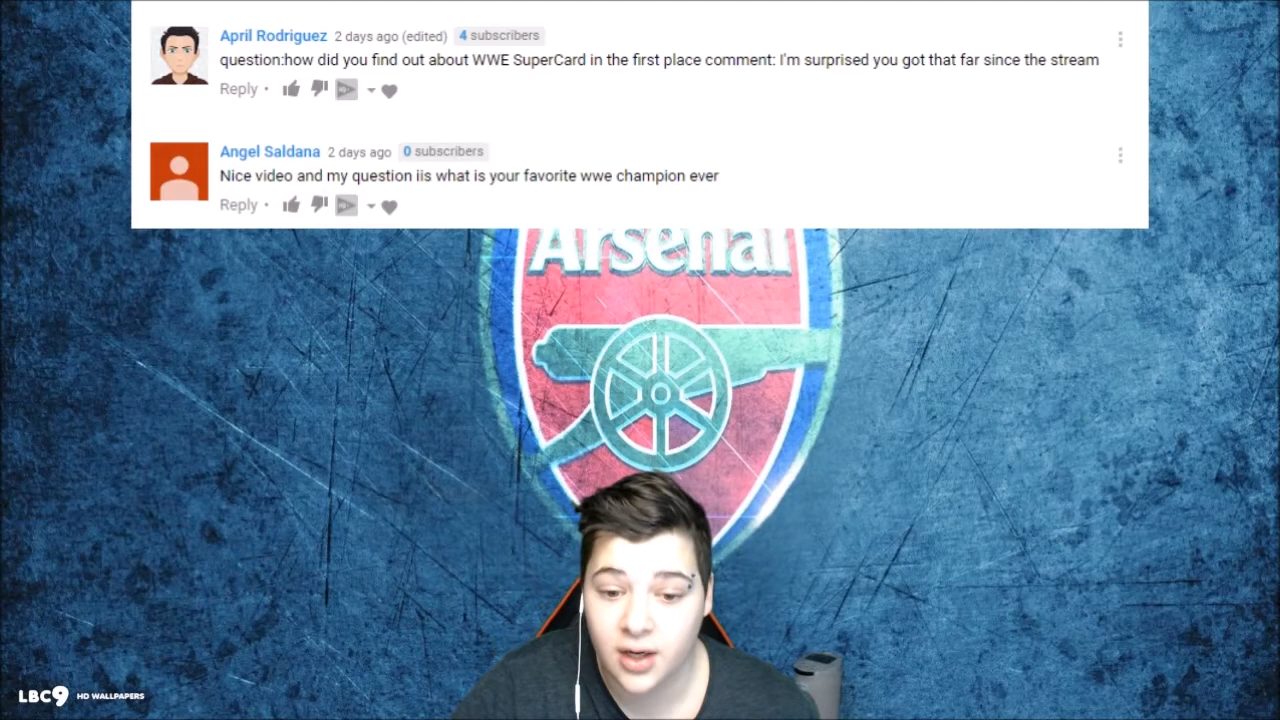 April Rodriguez 2 days ago (edited) 4 subscribers
question:how did you find out about WWE SuperCard in the first place comment: I'm surprised you got that far since the stream
Reply •
Angel Saldana 2 days ago 0 subscribers
Nice video and my question iis what is your favorite wwe champion ever
Reply •
Arsenal
LBC9 HD WALLPAPERS